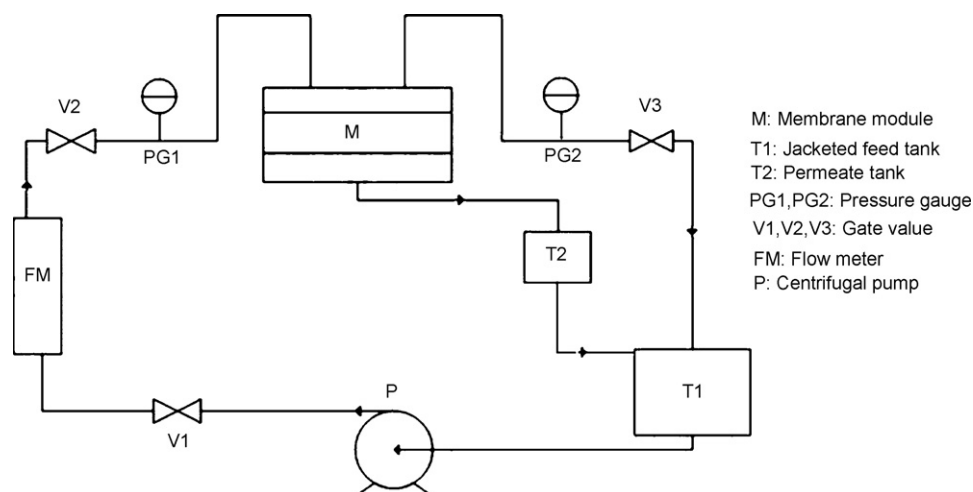 V2
PG1
M
PG2
V3
FM
T2
P
V1
T1
M: Membrane module
T1: Jacketed feed tank
T2: Permeate tank
PG1,PG2: Pressure gauge
V1,V2,V3: Gate value
FM: Flow meter
P: Centrifugal pump